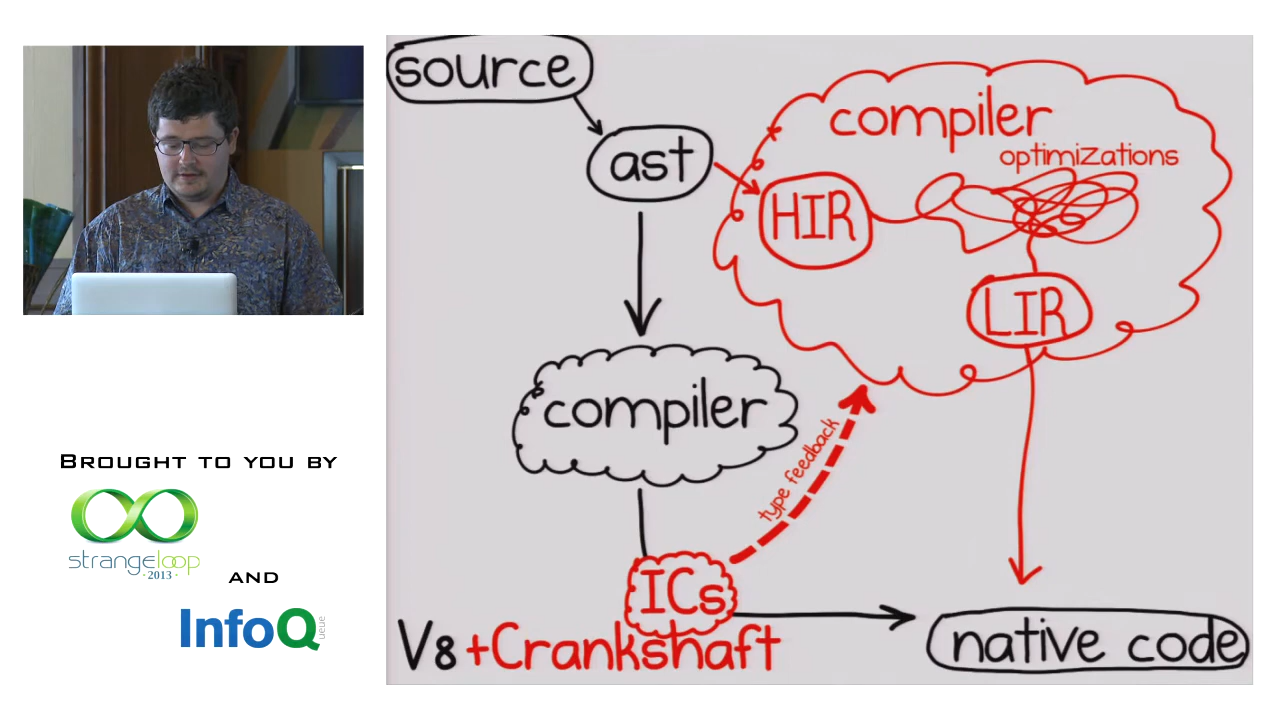 source
ast
compiler
optimizations
HIR
LIR
compiler
type feedback
ICs
V8 +Crankshaft
native code
BROUGHT TO YOU BY
strangeloop
·2013·
AND
InfoQ
ueue